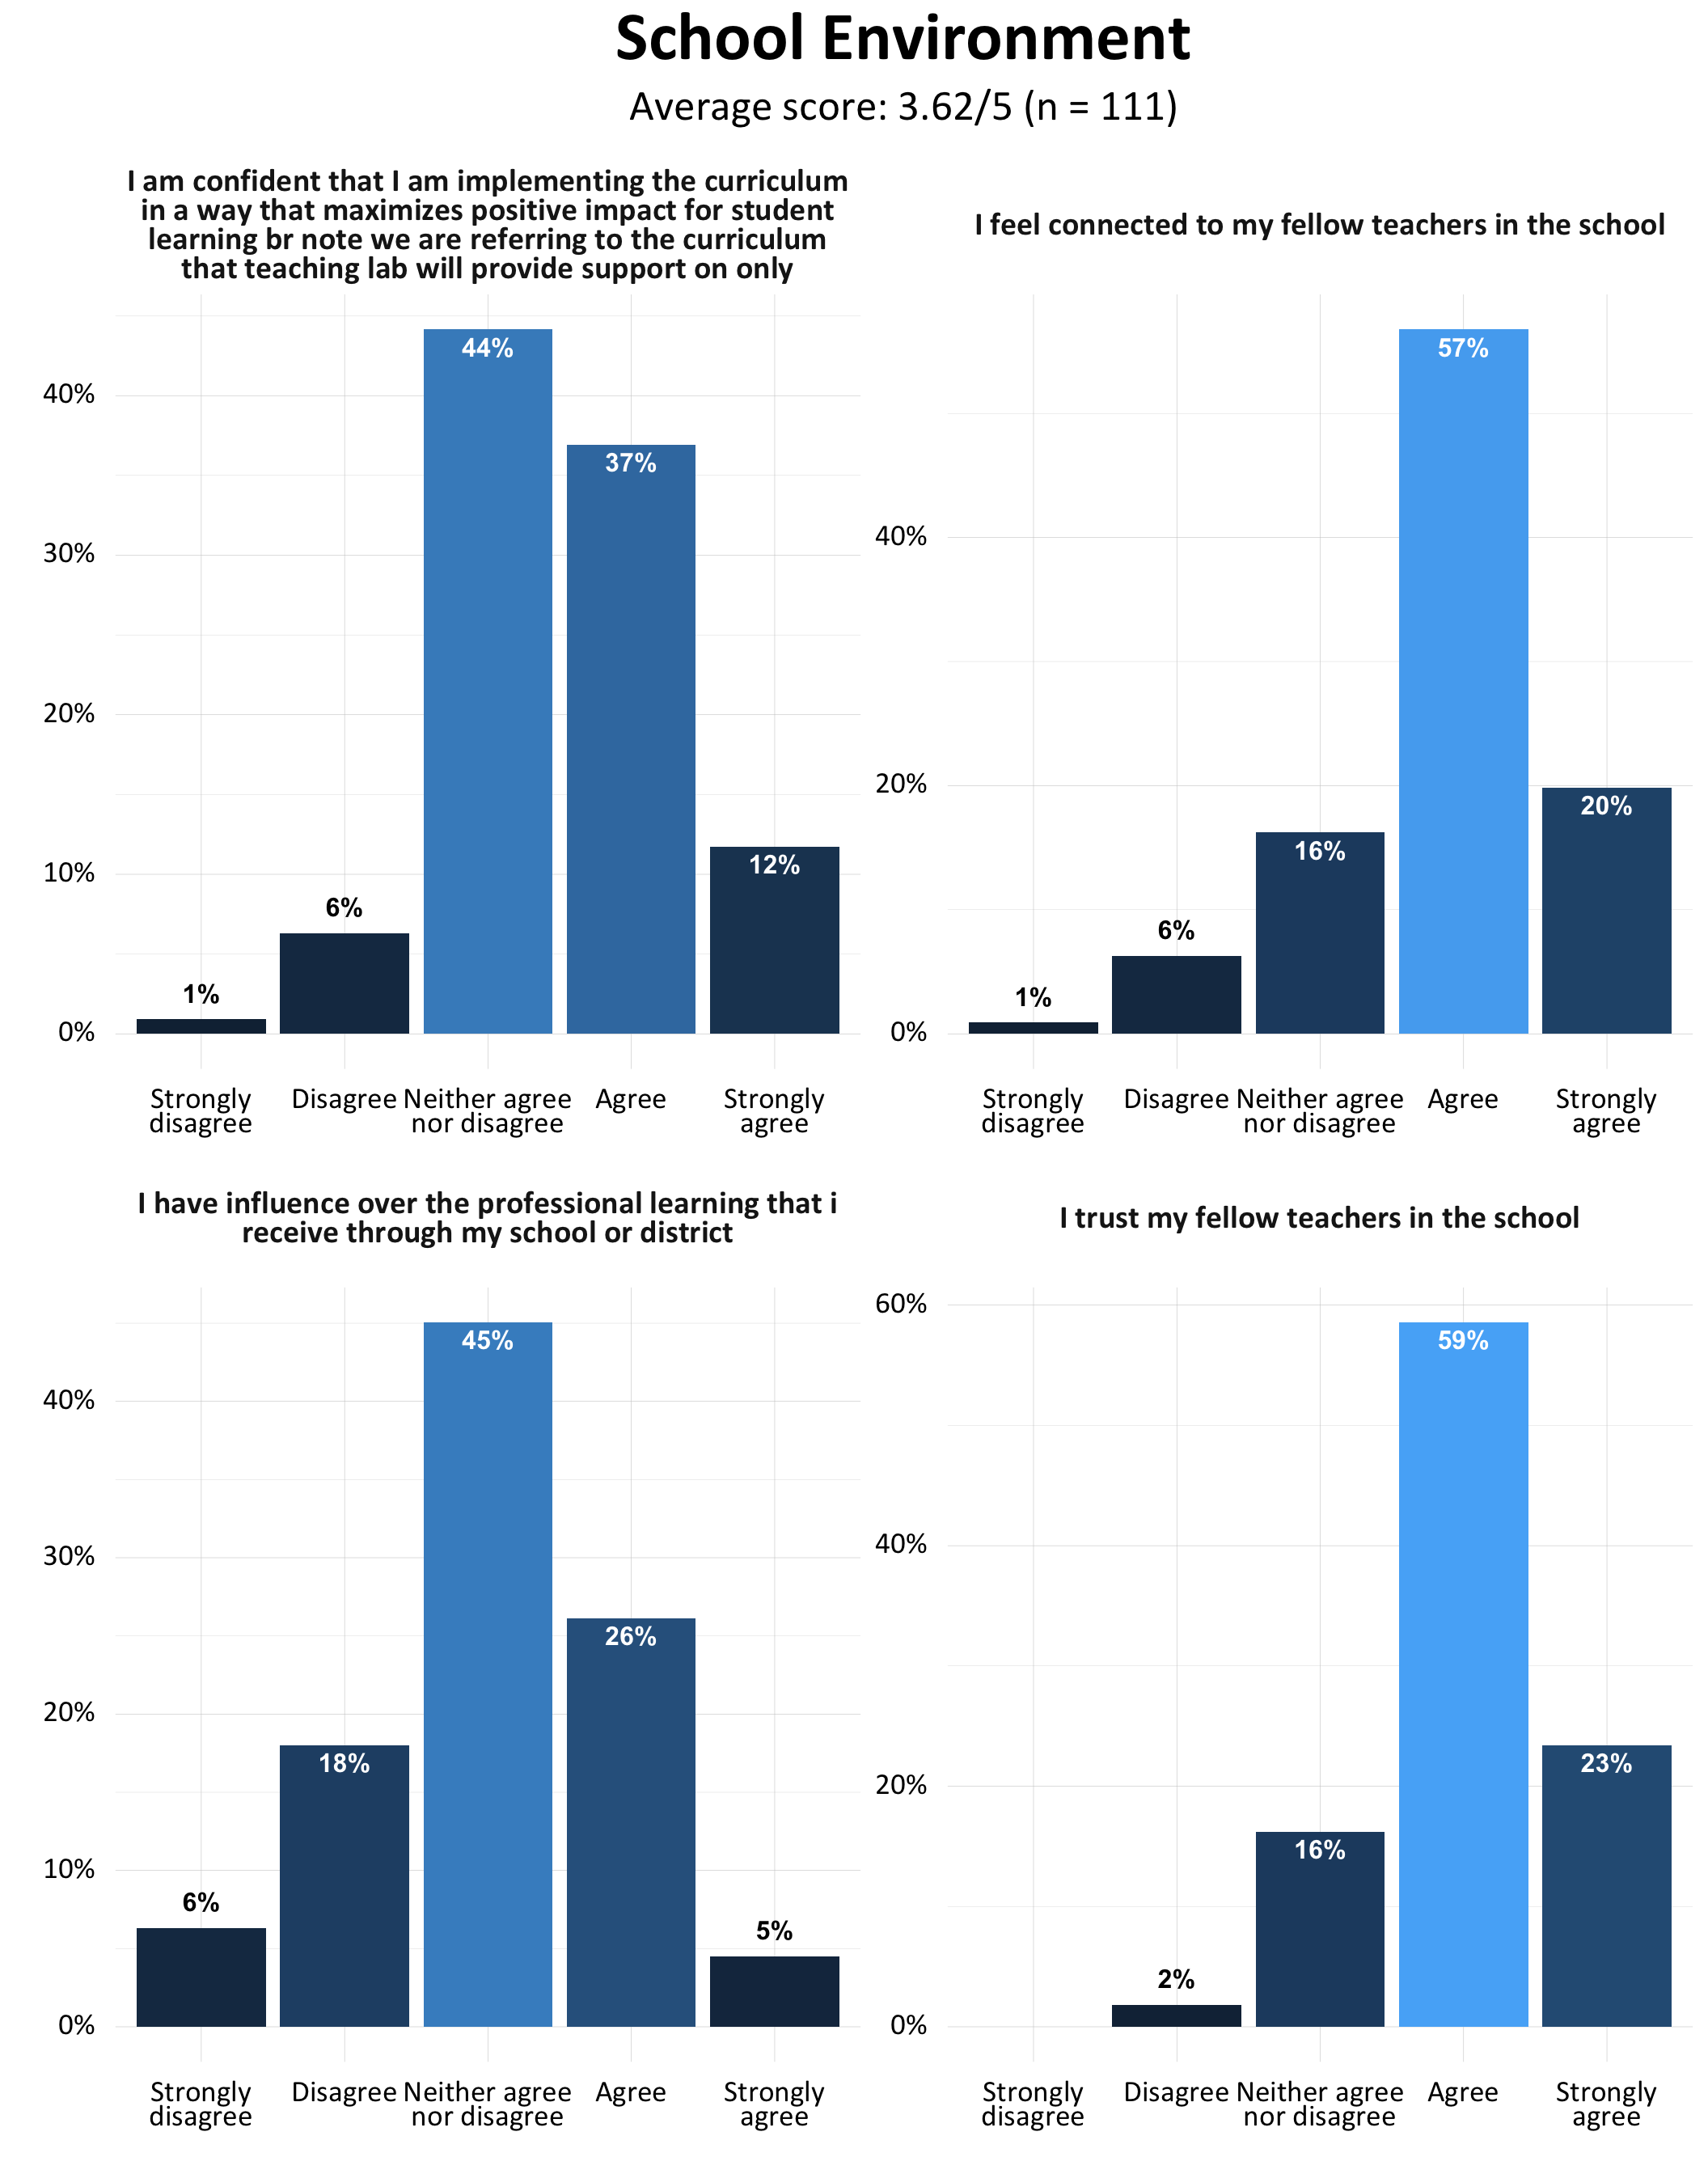 School Environment
Average score: 3.62/5 (n = 111)
I am confident that I am implementing the curriculum
in a way that maximizes positive impact for student
learning br note we are referring to the curriculum
that teaching lab will provide support on only
44%
40%
37%
30%
20%
12%
10%
6%
1%
0%
Strongly
disagree
Disagree
Neither agree
nor disagree
Agree
Strongly
agree
I feel connected to my fellow teachers in the school
57%
40%
20%
20%
16%
6%
1%
0%
Strongly
disagree
Disagree
Neither agree
nor disagree
Agree
Strongly
agree
I have influence over the professional learning that i
receive through my school or district
45%
40%
30%
26%
20%
18%
10%
6%
5%
0%
Strongly
disagree
Disagree
Neither agree
nor disagree
Agree
Strongly
agree
I trust my fellow teachers in the school
60%
59%
40%
23%
20%
16%
2%
0%
Strongly
disagree
Disagree
Neither agree
nor disagree
Agree
Strongly
agree